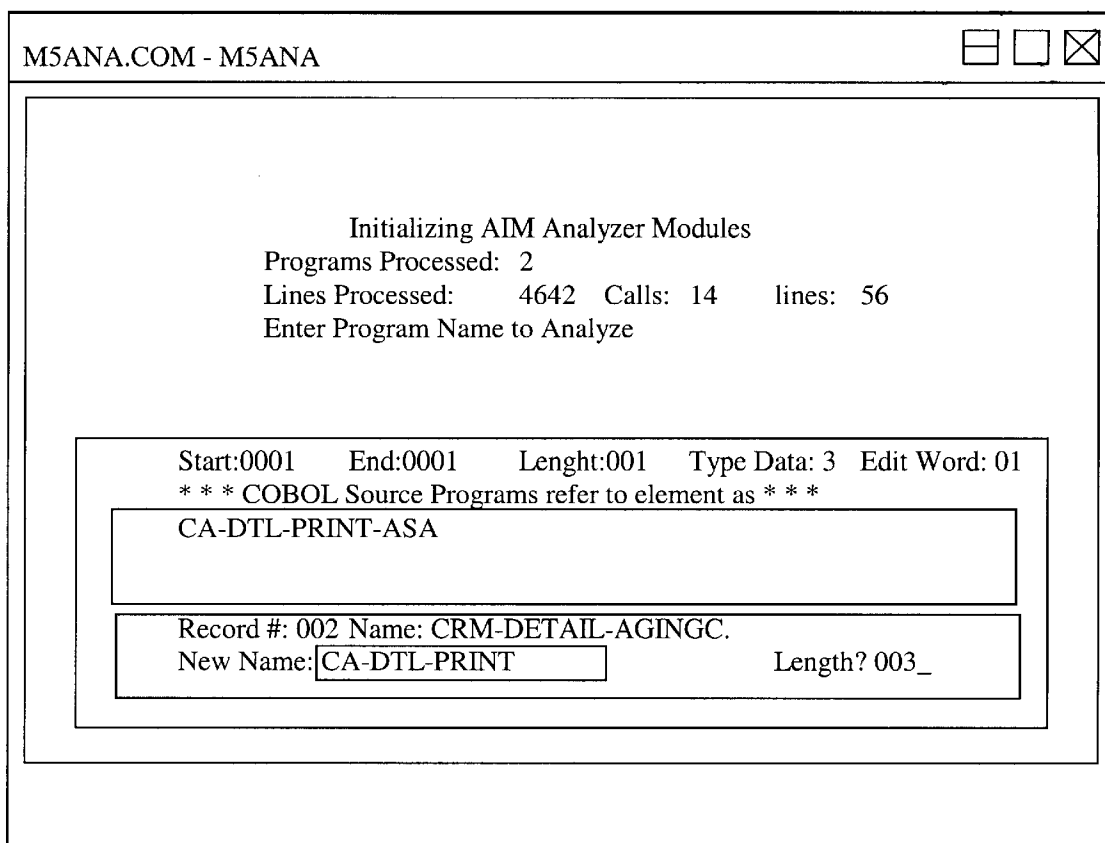 M5ANA.COM - M5ANA
Initializing AIM Analyzer Modules
Programs Processed: 2
Lines Processed: 4642 Calls: 14 lines: 56
Enter Program Name to Analyze
Start:0001 End:0001 Lenght:001 Type Data: 3 Edit Word: 01
* * * COBOL Source Programs refer to element as * * *
CA-DTL-PRINT-ASA
Record #: 002 Name: CRM-DETAIL-AGINGC.
New Name: CA-DTL-PRINT Length? 003_